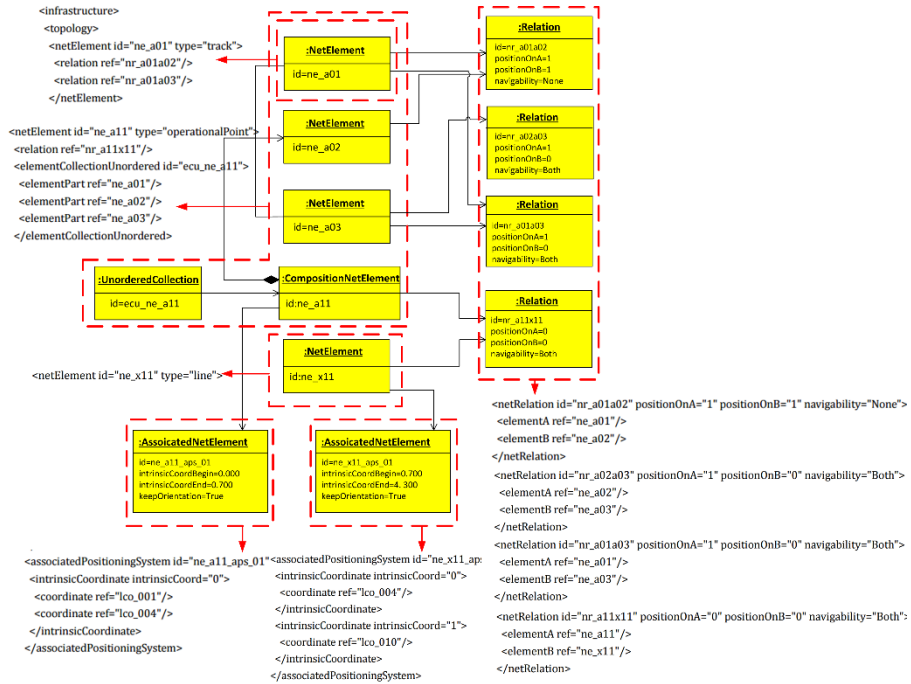 <infrastructure>
<topology>
<netElement id="ne_a01" type="track">
<relation ref="nr_a01a02"/>
<relation ref="nr_a01a03"/>
</netElement>
<netElement id="ne_a11" type="operationalPoint">
<relation ref="nr_a11x11"/>
<elementCollectionUnordered id="ecu_ne_a11">
<elementPart ref="ne_a01"/>
<elementPart ref="ne_a02"/>
<elementPart ref="ne_a03"/>
</elementCollectionUnordered>
:NetElement
id=ne_a01
:NetElement
id=ne_a02
:NetElement
id=ne_a03
:UnorderedCollection
id=ecu_ne_a11
:CompositionNetElement
id:ne_a11
:NetElement
id:ne_x11
<netElement id="ne_x11" type="line">
:Relation
id=nr_a01a02
positionOnA=1
positionOnB=1
navigability=None
:Relation
id=nr_a02a03
positionOnA=1
positionOnB=0
navigability=Both
:Relation
id=nr_a01a03
positionOnA=1
positionOnB=0
navigability=Both
:Relation
id=nr_a11x11
positionOnA=0
positionOnB=0
navigability=Both
:AssoicatedNetElement
id=ne_a11_aps_01
intrinsicCoordBegin=0.000
intrinsicCoordEnd=0.700
keepOrientation=True
:AssoicatedNetElement
id=ne_x11_aps_01
intrinsicCoordBegin=0.700
intrinsicCoordEnd=4. 300
keepOrientation=True
<associatedPositioningSystem id="ne_a11_aps_01"
<intrinsicCoordinate intrinsicCoord="0">
<coordinate ref="lco_001"/>
<coordinate ref="lco_004"/>
</intrinsicCoordinate>
</associatedPositioningSystem>
<associatedPositioningSystem id="ne_x11_aps
<intrinsicCoordinate intrinsicCoord="0">
<coordinate ref="lco_004"/>
</intrinsicCoordinate>
<intrinsicCoordinate intrinsicCoord="1">
<coordinate ref="lco_010"/>
</intrinsicCoordinate>
</associatedPositioningSystem>
<netRelation id="nr_a01a02" positionOnA="1" positionOnB="1" navigability="None">
<elementA ref="ne_a01"/>
<elementB ref="ne_a02"/>
</netRelation>
<netRelation id="nr_a02a03" positionOnA="1" positionOnB="0" navigability="Both">
<elementA ref="ne_a02"/>
<elementB ref="ne_a03"/>
</netRelation>
<netRelation id="nr_a01a03" positionOnA="1" positionOnB="0" navigability="Both">
<elementA ref="ne_a01"/>
<elementB ref="ne_a03"/>
</netRelation>
<netRelation id="nr_a11x11" positionOnA="0" positionOnB="0" navigability="Both">
<elementA ref="ne_a11"/>
<elementB ref="ne_x11"/>
</netRelation>